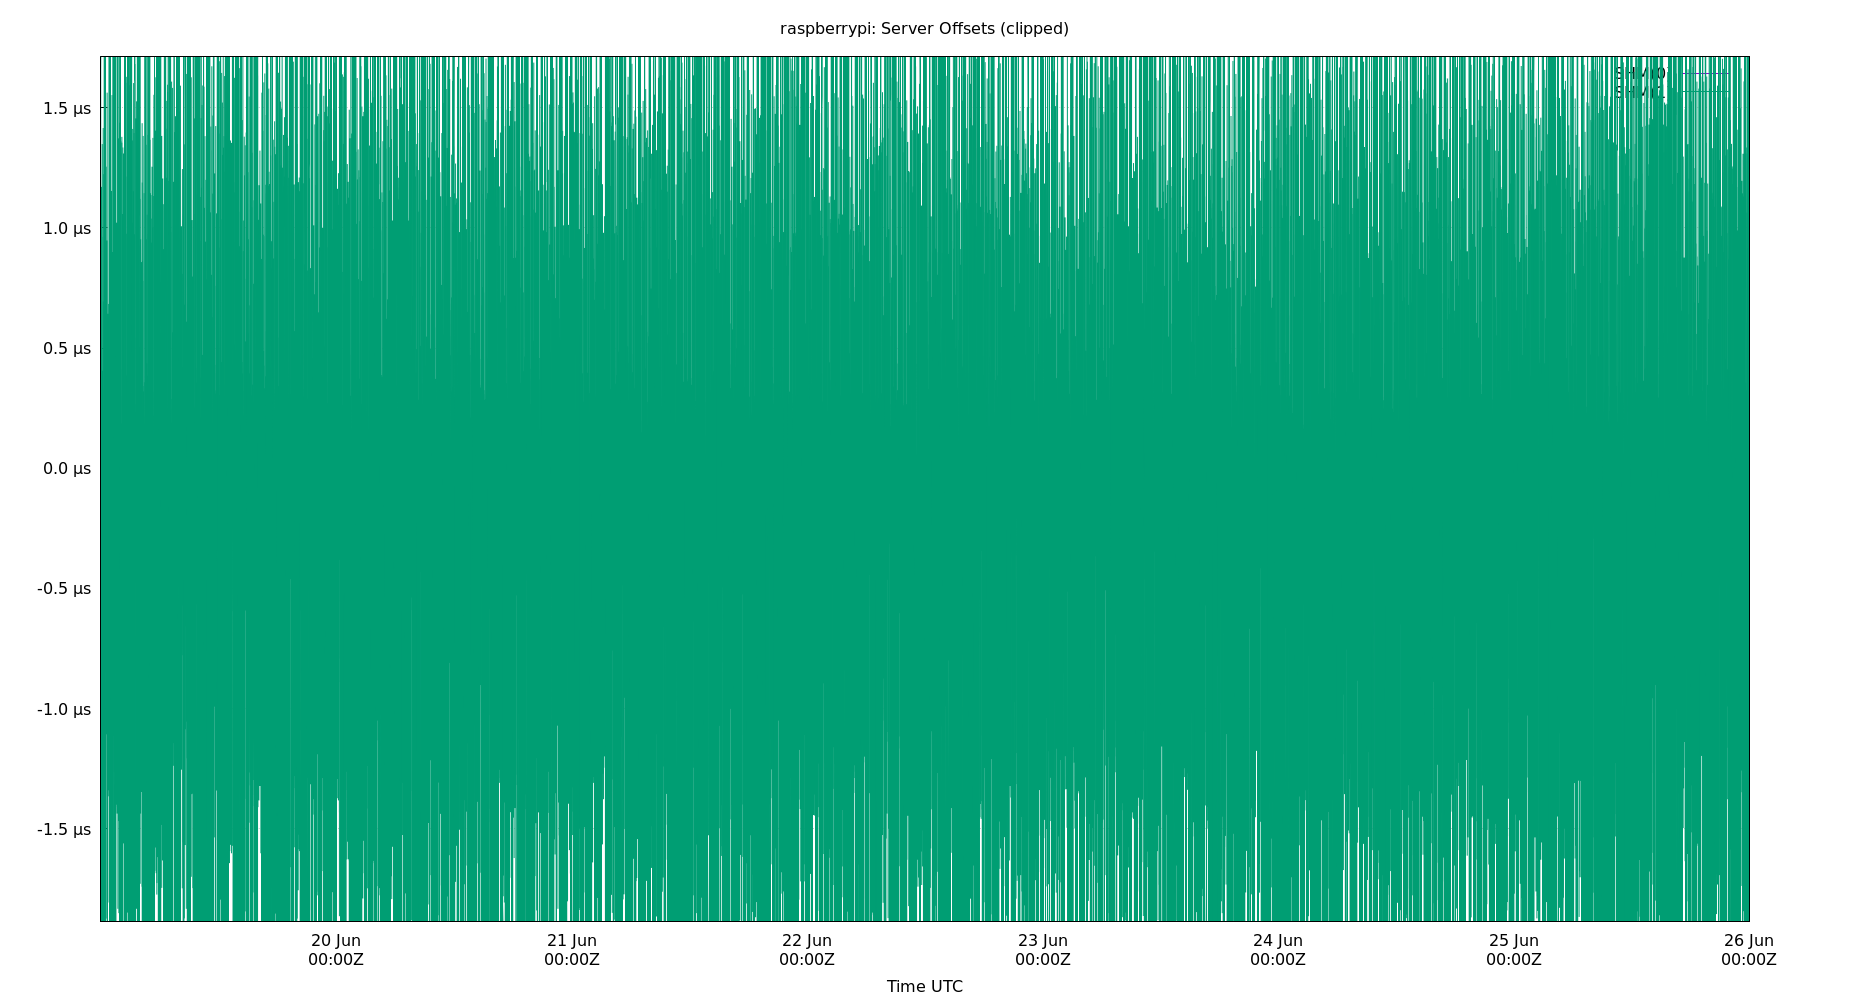 raspberrypi: Server Offsets (clipped)
1.5 µs
1.0 µs
0.5 µs
0.0 µs
-0.5 µs
-1.0 µs
-1.5 µs
20 Jun
00:00Z
21 Jun
00:00Z
22 Jun
00:00Z
23 Jun
00:00Z
24 Jun
00:00Z
25 Jun
00:00Z
26 Jun
00:00Z
Time UTC